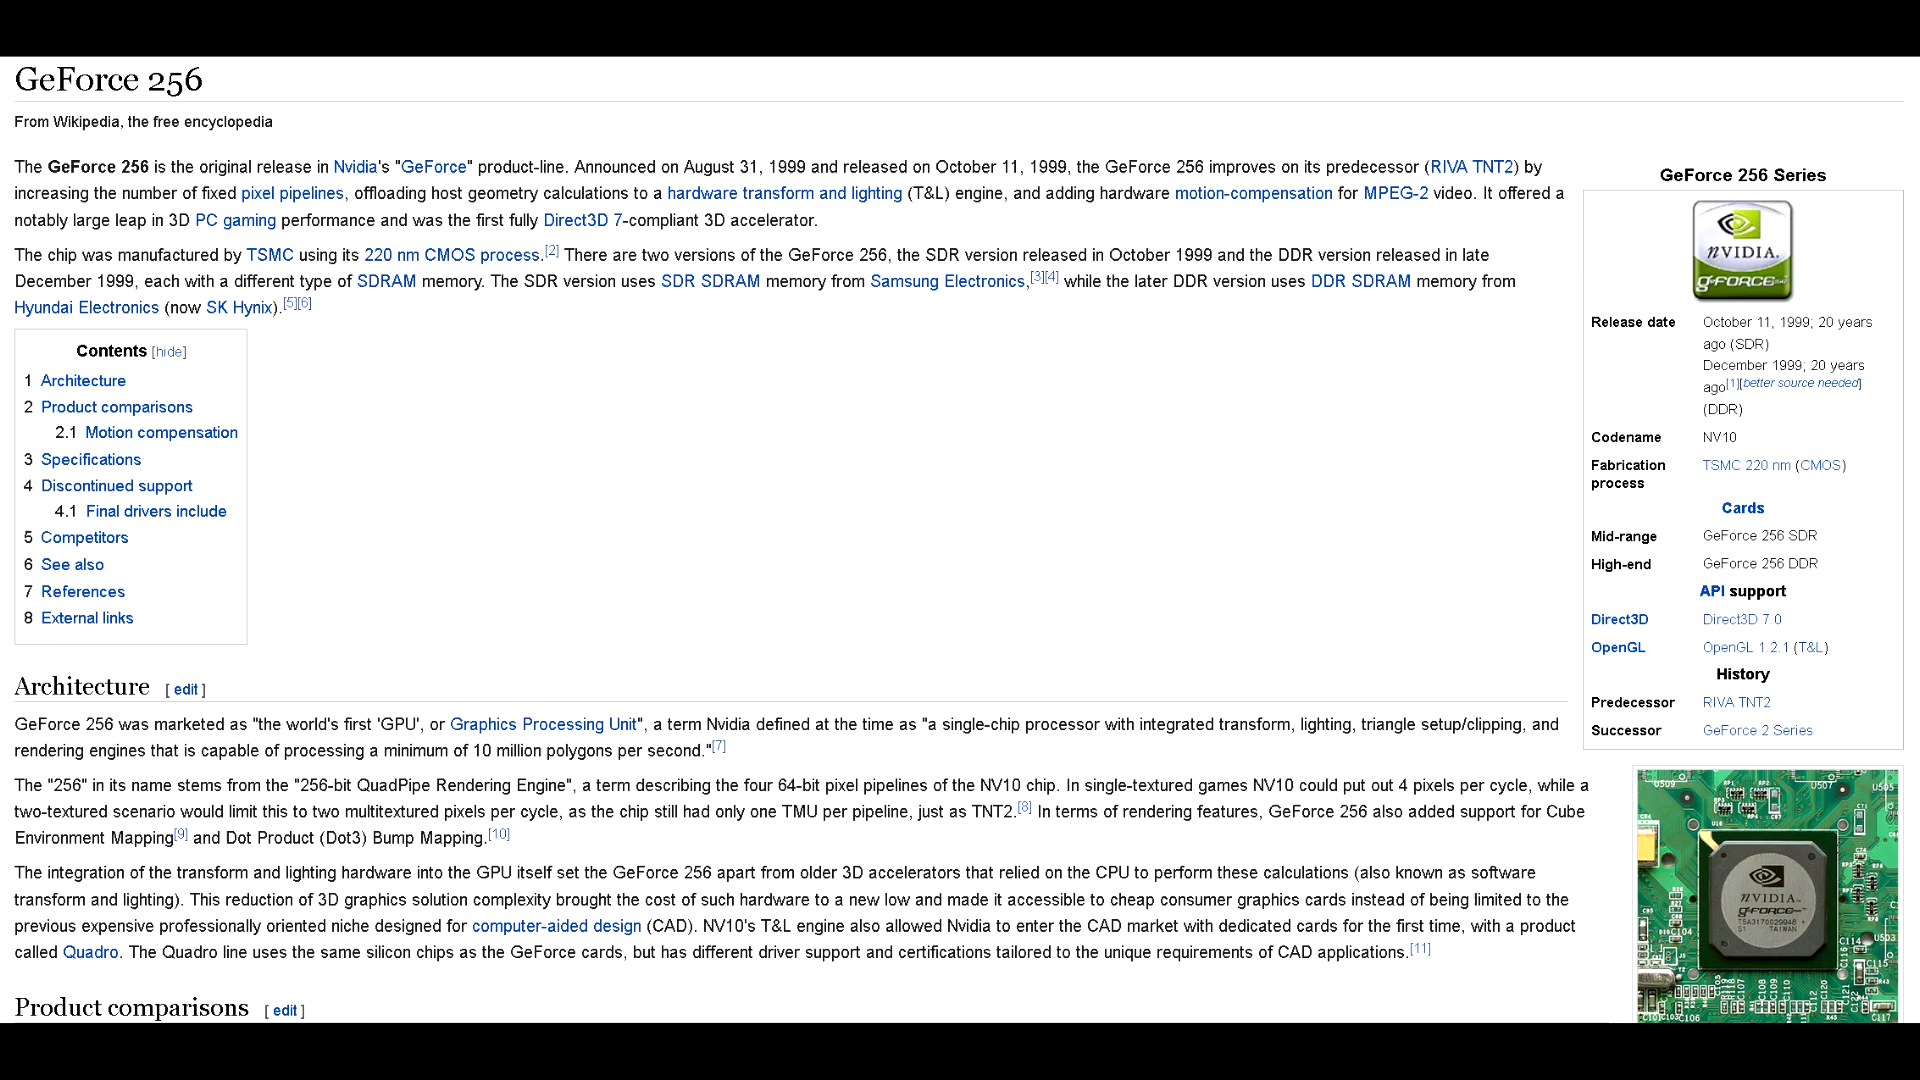 GeForce 256
From Wikipedia, the free encyclopedia
The GeForce 256 is the original release in Nvidia's "GeForce" product-line. Announced on August 31, 1999 and released on October 11, 1999, the GeForce 256 improves on its predecessor (RIVA TNT2) by
increasing the number of fixed pixel pipelines, offloading host geometry calculations to a hardware transform and lighting (T&L) engine, and adding hardware motion-compensation for MPEG-2 video. It offered a
notably large leap in 3D PC gaming performance and was the first fully Direct3D 7-compliant 3D accelerator.
The chip was manufactured by TSMC using its 220 nm CMOS process.[2] There are two versions of the GeForce 256, the SDR version released in October 1999 and the DDR version released in late
December 1999, each with a different type of SDRAM memory. The SDR version uses SDR SDRAM memory from Samsung Electronics,[3][4] while the later DDR version uses DDR SDRAM memory from
Hyundai Electronics (now SK Hynix).[5][6]
Contents [hide]
1 Architecture
2 Product comparisons
2.1 Motion compensation
3 Specifications
4 Discontinued support
4.1 Final drivers include
5 Competitors
6 See also
7 References
8 External links
Architecture [ edit ]
GeForce 256 was marketed as "the world's first 'GPU', or Graphics Processing Unit", a term Nvidia defined at the time as "a single-chip processor with integrated transform, lighting, triangle setup/clipping, and
rendering engines that is capable of processing a minimum of 10 million polygons per second."[7]
The "256" in its name stems from the "256-bit QuadPipe Rendering Engine", a term describing the four 64-bit pixel pipelines of the NV10 chip. In single-textured games NV10 could put out 4 pixels per cycle, while a
two-textured scenario would limit this to two multitextured pixels per cycle, as the chip still had only one TMU per pipeline, just as TNT2.[8] In terms of rendering features, GeForce 256 also added support for Cube
Environment Mapping[9] and Dot Product (Dot3) Bump Mapping.[10]
The integration of the transform and lighting hardware into the GPU itself set the GeForce 256 apart from older 3D accelerators that relied on the CPU to perform these calculations (also known as software
transform and lighting). This reduction of 3D graphics solution complexity brought the cost of such hardware to a new low and made it accessible to cheap consumer graphics cards instead of being limited to the
previous expensive professionally oriented niche designed for computer-aided design (CAD). NV10's T&L engine also allowed Nvidia to enter the CAD market with dedicated cards for the first time, with a product
called Quadro. The Quadro line uses the same silicon chips as the GeForce cards, but has different driver support and certifications tailored to the unique requirements of CAD applications.[11]
Product comparisons [ edit ]
GeForce 256 Series
nVIDIA.
GeFORCE
Release date October 11, 1999; 20 years
ago (SDR)
December 1999; 20 years
ago[1][better source needed]
(DDR)
Codename NV10
Fabrication process TSMC 220 nm (CMOS)
Cards
Mid-range GeForce 256 SDR
High-end GeForce 256 DDR
API support
Direct3D Direct3D 7.0
OpenGL OpenGL 1.2.1 (T&L)
History
Predecessor RIVA TNT2
Successor GeForce 2 Series
U509
U507
U505
nVIDIA
GeFORCE
TAIWAN
C104
C114
U503
C115
C106
C107
C108
C109
C110
C112
C120
C121
C117